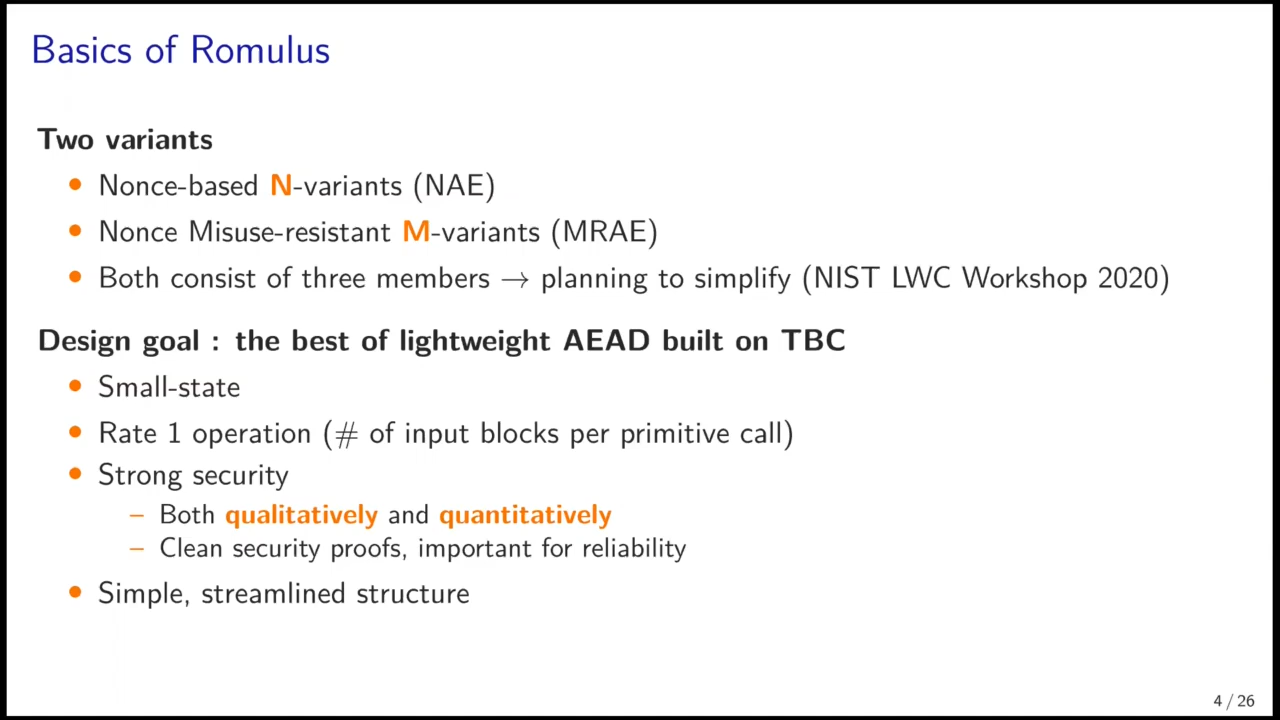 Basics of Romulus
Two variants
• Nonce-based N-variants (NAE)
• Nonce Misuse-resistant M-variants (MRAE)
• Both consist of three members → planning to simplify (NIST LWC Workshop 2020)
Design goal : the best of lightweight AEAD built on TBC
• Small-state
• Rate 1 operation (# of input blocks per primitive call)
• Strong security
– Both qualitatively and quantitatively
– Clean security proofs, important for reliability
• Simple, streamlined structure
4 / 26